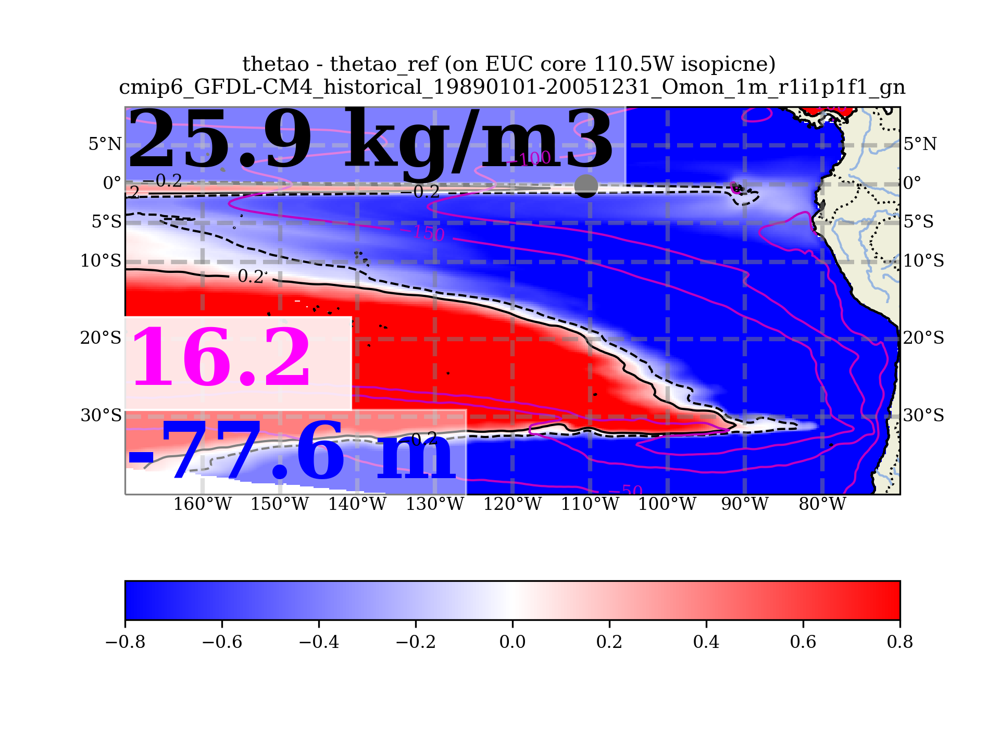 thetao - thetao_ref (on EUC core 110.5W isopicne)
cmip6_GFDL-CM4_historical_19890101-20051231_Omon_1m_r1i1p1f1_gn
25.9 kg/m3
−100
5°N 5°N
0° −0.2 0°
2 −0.2
5°S −150 5°S
10°S 10°S
0.2
16.2
20°S 20°S
30°S 30°S
-77.6 m
−0.2
−50
160°W 150°W 140°W 130°W 120°W 110°W 100°W 90°W 80°W
−0.8 −0.6 −0.4 −0.2 0.0 0.2 0.4 0.6 0.8